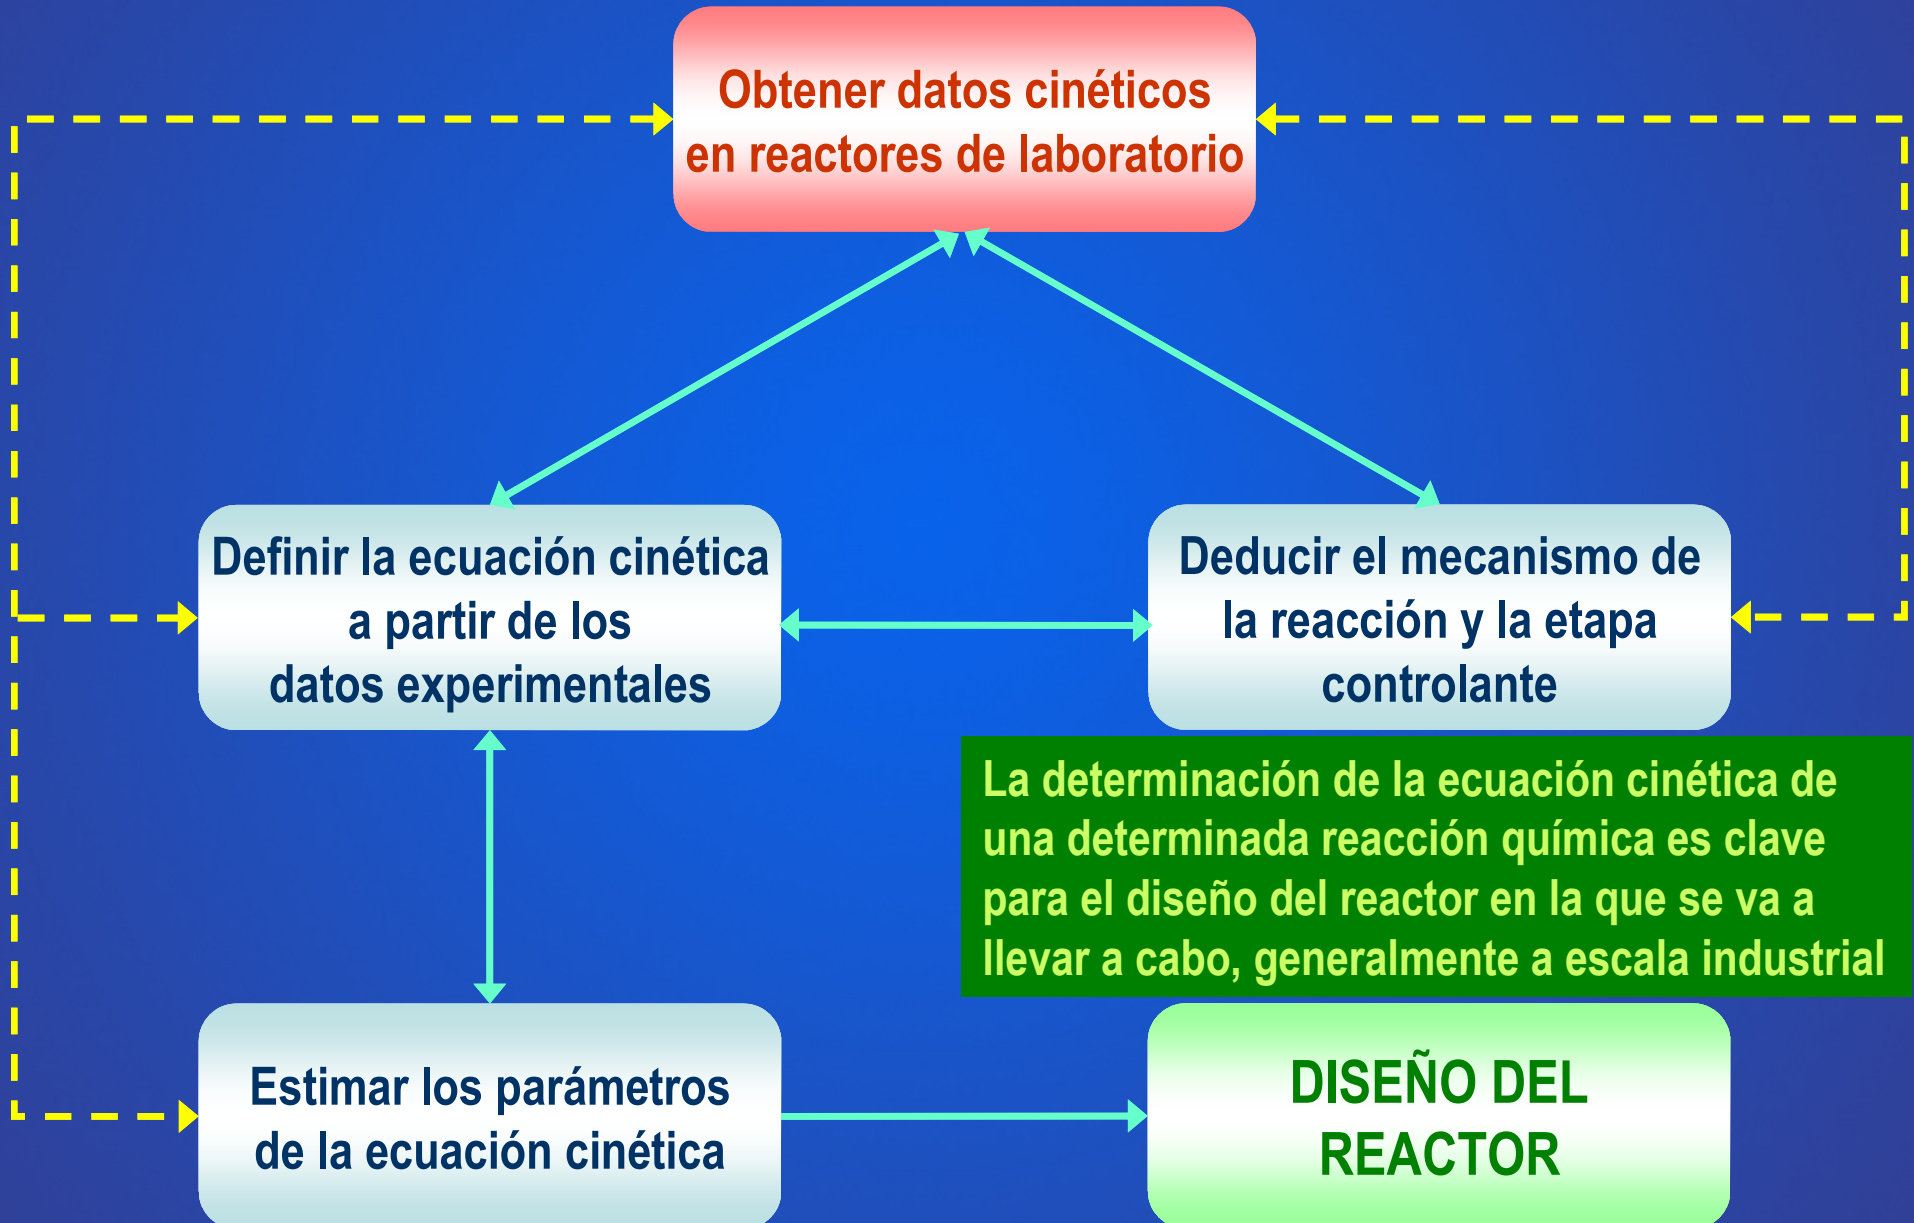 Obtener datos cinéticos
en reactores de laboratorio
Definir la ecuación cinética
a partir de los
datos experimentales
Deducir el mecanismo de
la reacción y la etapa
controlante
La determinación de la ecuación cinética de
una determinada reacción química es clave
para el diseño del reactor en la que se va a
llevar a cabo, generalmente a escala industrial
Estimar los parámetros
de la ecuación cinética
DISEÑO DEL
REACTOR